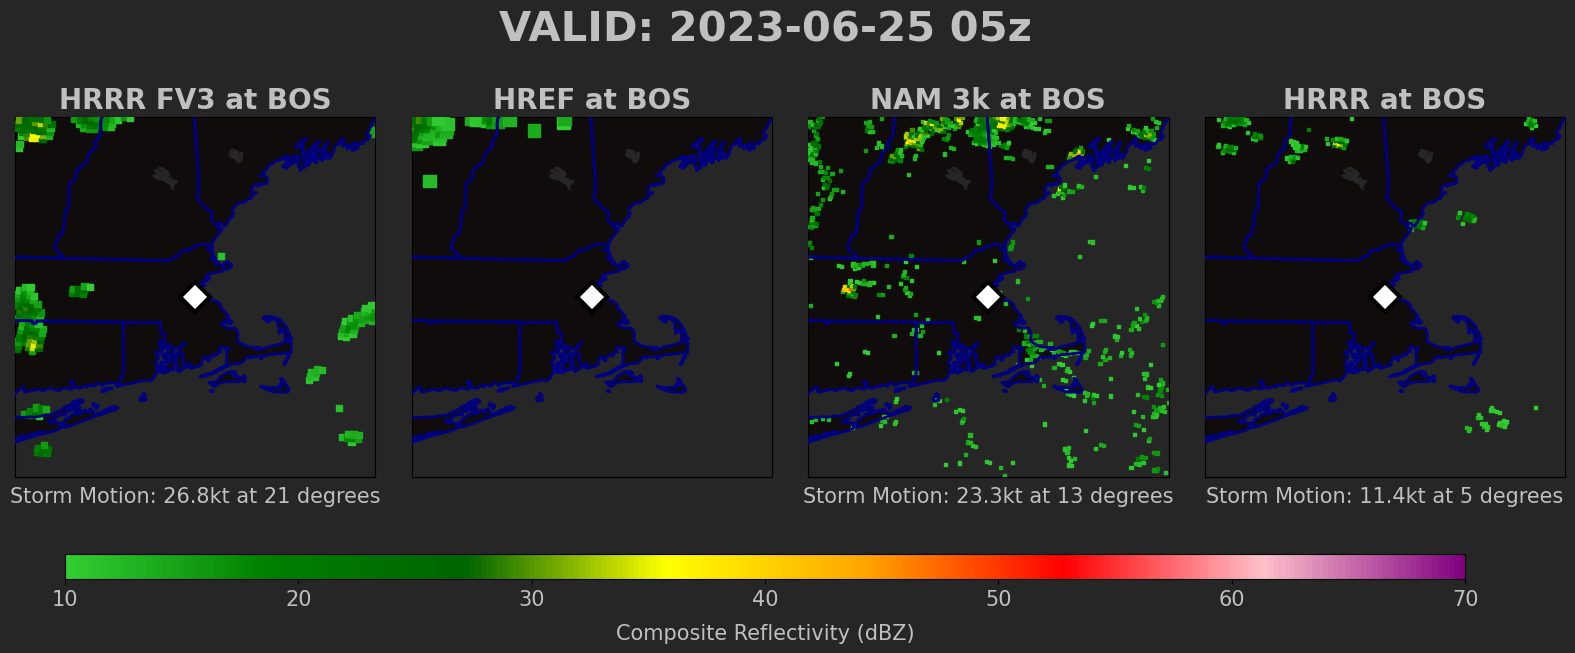 VALID: 2023-06-25 05z
HRRR FV3 at BOS
HREF at BOS
NAM 3k at BOS
HRRR at BOS
Storm Motion: 26.8kt at 21 degrees
Storm Motion: 23.3kt at 13 degrees
Storm Motion: 11.4kt at 5 degrees
10 20 30 40 50 60 70
Composite Reflectivity (dBZ)